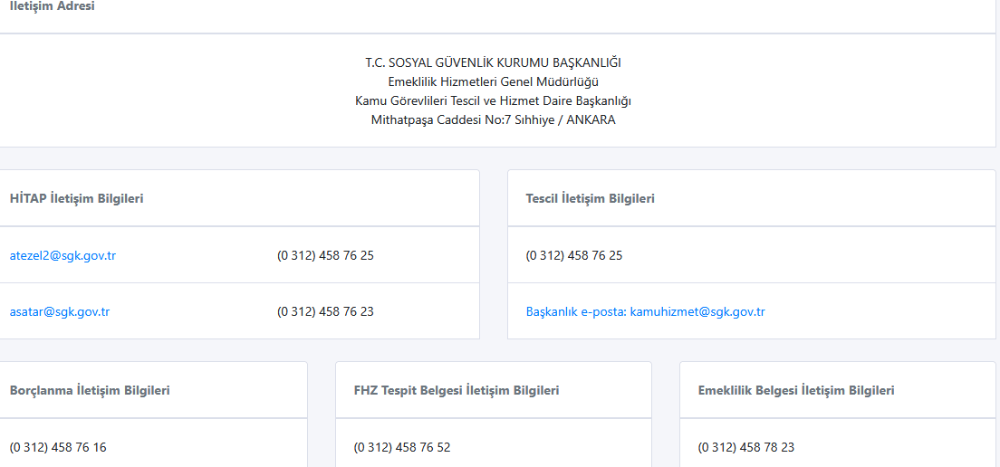 İletişim Adresi
T.C. SOSYAL GÜVENLİK KURUMU BAŞKANLIĞI
Emeklilik Hizmetleri Genel Müdürlüğü
Kamu Görevlileri Tescil ve Hizmet Daire Başkanlığı
Mithatpaşa Caddesi No:7 Sıhhiye / ANKARA
HİTAP İletişim Bilgileri
atezel2@sgk.gov.tr (0 312) 458 76 25
asatar@sgk.gov.tr (0 312) 458 76 23
Tescil İletişim Bilgileri
(0 312) 458 76 25
Başkanlık e-posta: kamuhizmet@sgk.gov.tr
Borçlanma İletişim Bilgileri
(0 312) 458 76 16
FHZ Tespit Belgesi İletişim Bilgileri
(0 312) 458 76 52
Emeklilik Belgesi İletişim Bilgileri
(0 312) 458 78 23